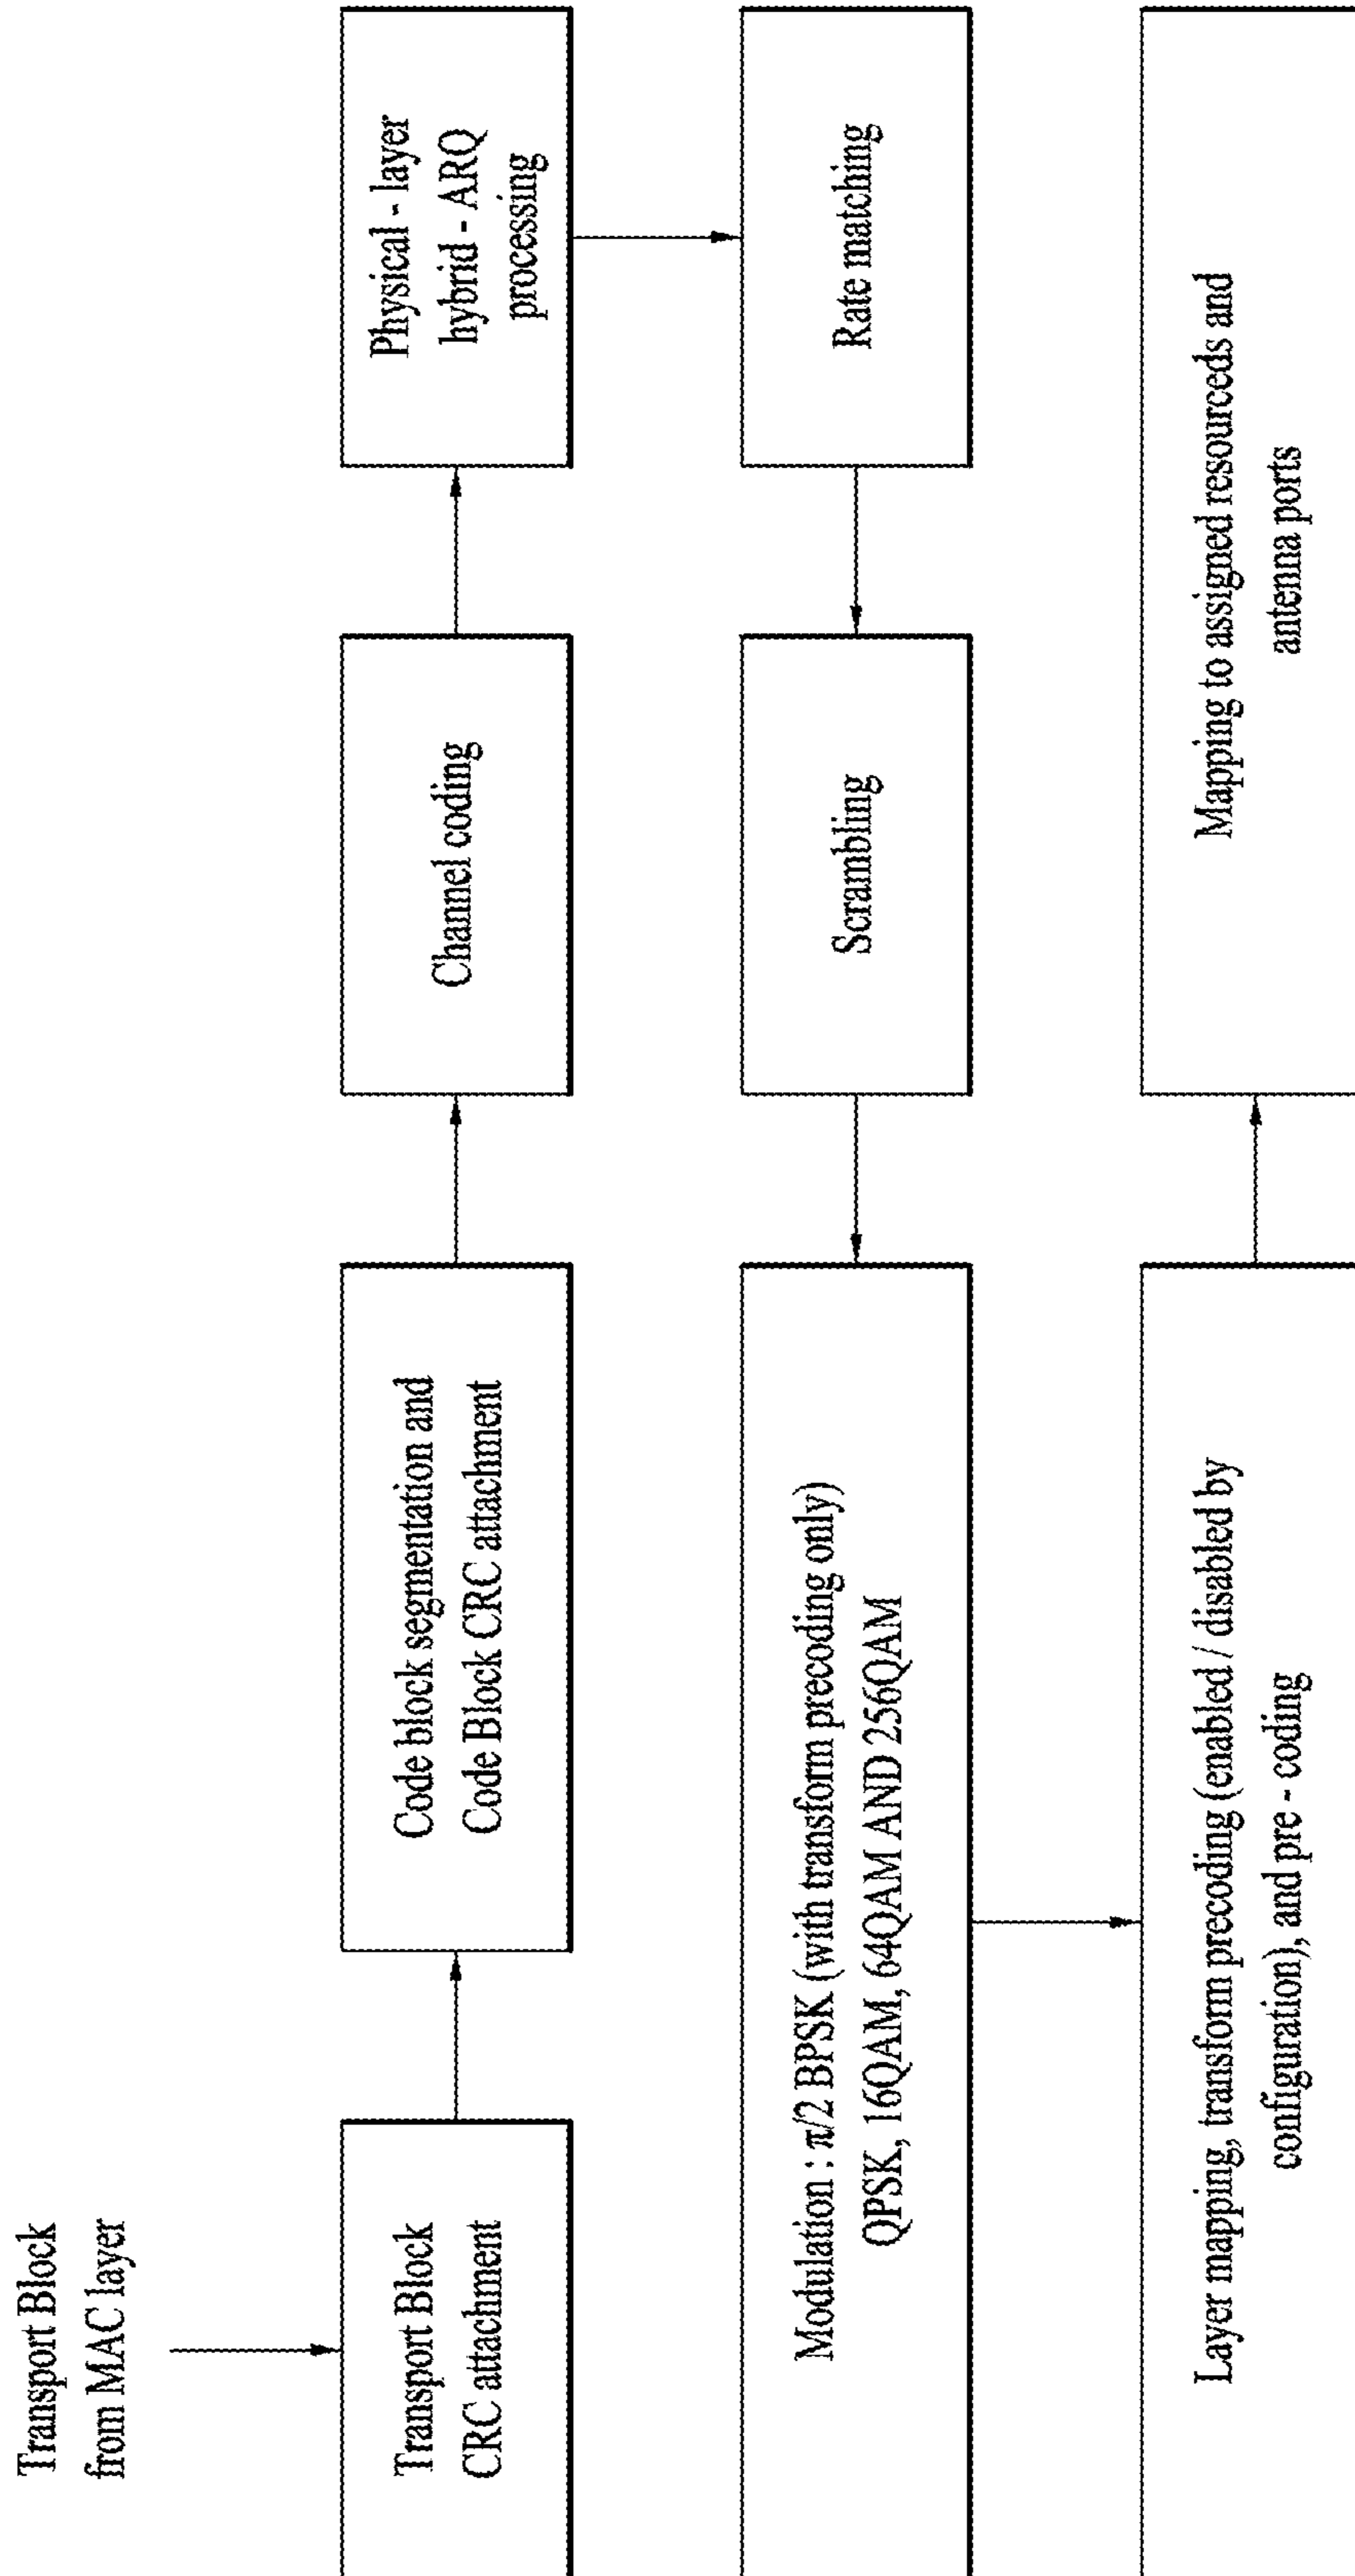 Transport Block
from MAC layer
Transport Block
CRC attachment
Code block segmentation and
Code Block CRC attachment
Channel coding
Physical - layer
hybrid - ARQ
processing
Rate matching
Scrambling
Modulation : π/2 BPSK (with transform precoding only)
QPSK, 16QAM, 64QAM AND 256QAM
Layer mapping, transform precoding (enabled / disabled by
configuration), and pre - coding
Mapping to assigned resourceds and
antenna ports